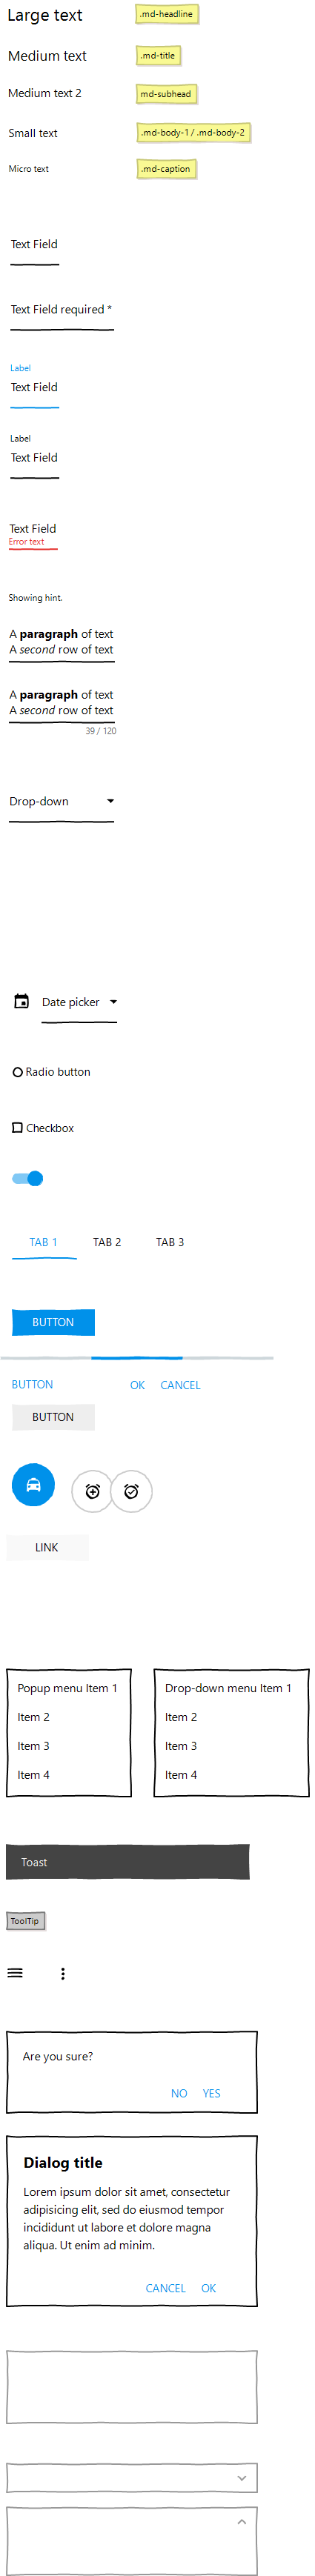 Large text .md-headline
Medium text .md-title
Medium text 2 md-subhead
Small text .md-body-1 / .md-body-2
Micro text .md-caption
Text Field
Text Field required *
Label
Text Field
Label
Text Field
Text Field
Error text
Showing hint.
A paragraph of text
A second row of text
A paragraph of text
A second row of text
39 / 120
Drop-down
Date picker
Radio button
Checkbox
TAB 1 TAB 2 TAB 3
BUTTON
BUTTON OK CANCEL
BUTTON
LINK
Popup menu Item 1
Item 2
Item 3
Item 4
Drop-down menu Item 1
Item 2
Item 3
Item 4
Toast
ToolTip
Are you sure?
NO YES
Dialog title
Lorem ipsum dolor sit amet, consectetur
adipisicing elit, sed do eiusmod tempor
incididunt ut labore et dolore magna
aliqua. Ut enim ad minim.
CANCEL OK